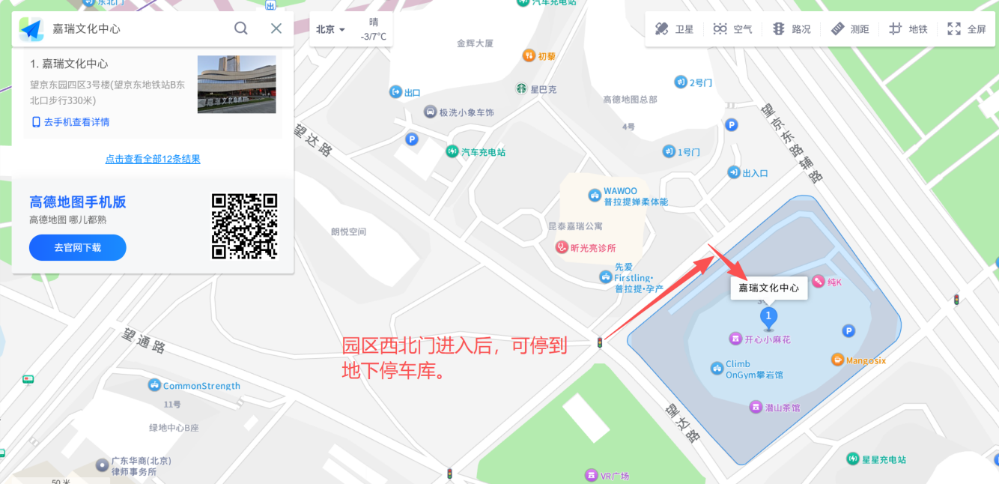 东北门
汽车充电站
嘉瑞文化中心
北京
晴
-3/7℃
卫星
空气
路况
测距
地铁
全屏
1. 嘉瑞文化中心
望京东园四区3号楼(望京东地铁站B东
北口步行330米)
去手机查看详情
点击查看全部12条结果
高德地图手机版
高德地图 哪儿都熟
去官网下载
金辉大厦
初藜
出口
星巴克
2号门
极洗小象车饰
高德地图总部
4号
P
P
望京东路辅路
望达路
汽车充电站
1号门
出入口
WAWOO
普拉提婵柔体能
朗悦空间
昆泰嘉瑞公寓
昕光亮诊所
先爱
Firstling·
普拉提·孕产
嘉瑞文化中心
纯K
1
P
开心小麻花
园区西北门进入后，可停到
地下停车库。
望通路
Climb
OnGym攀岩馆
Mangosix
CommonStrength
11号
潜山茶馆
望达路
绿地中心B座
广东华商(北京)
律师事务所
星星充电站
VR广场
50 米